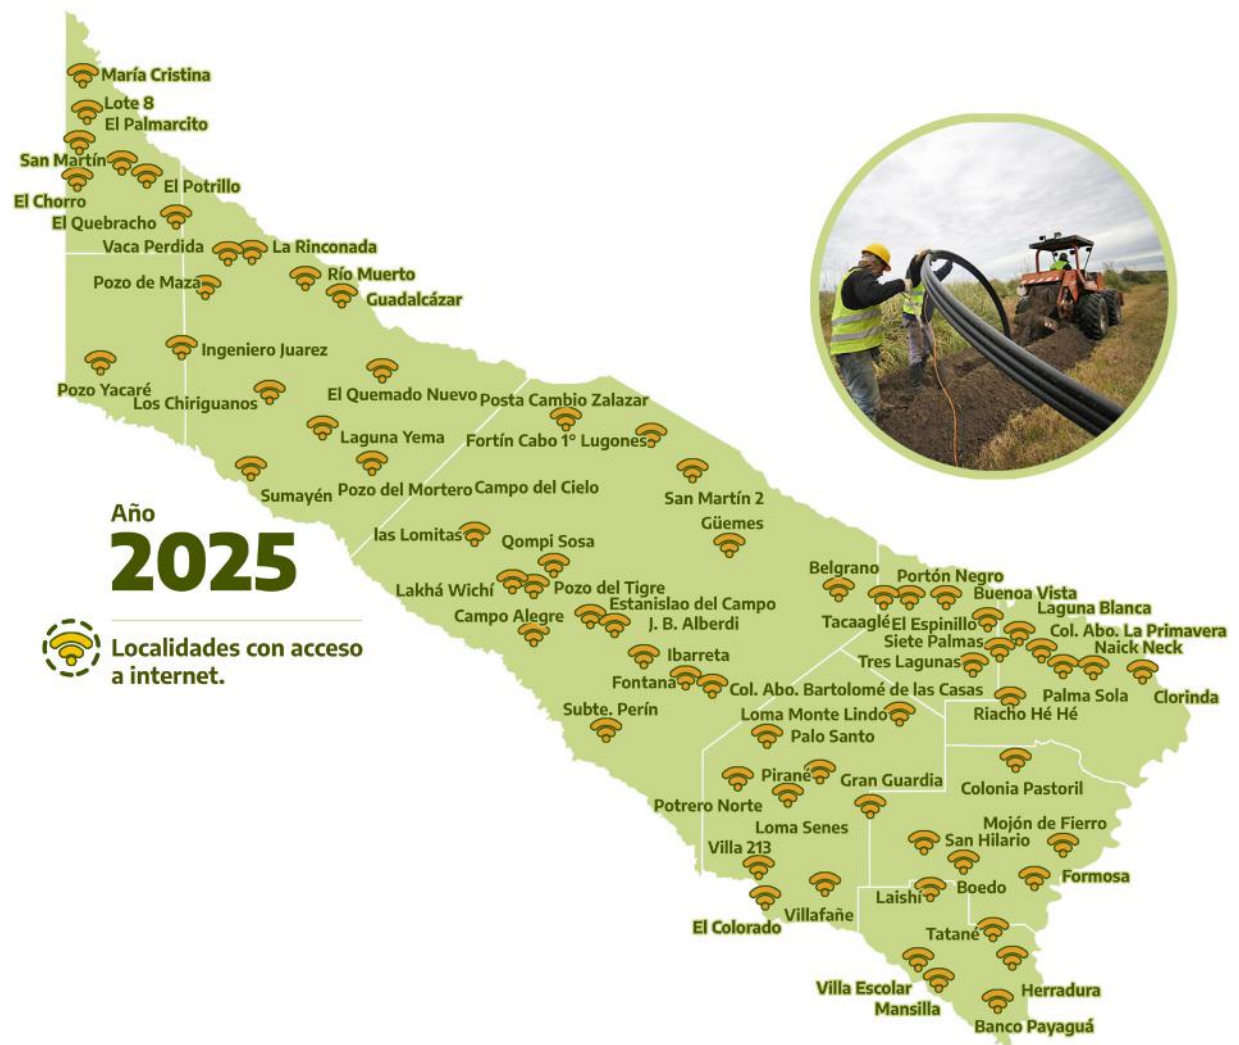 María Cristina
Lote 8
El Palmarcito
San Martín
El Potrillo
El Chorro
El Quebracho
Vaca Perdida
La Rinconada
Río Muerto
Pozo de Maza
Guadalcázar
Ingeniero Juarez
Pozo Yacaré
Los Chiriguanos
El Quemado Nuevo
Posta Cambio Zalazar
Laguna Yema
Fortín Cabo 1° Lugones
Sumayén
Pozo del Mortero
Campo del Cielo
San Martín 2
Güemes
las Lomitas
Qompi Sosa
Año
2025
Localidades con acceso
a internet.
Lakhá Wichí
Pozo del Tigre
Campo Alegre
Estanislao del Campo
J. B. Alberdi
Ibarreta
Fontana
Col. Abo. Bartolomé de las Casas
Subte. Perín
Belgrano
Portón Negro
Buenoa Vista
Tacaaglé
El Espinillo
Laguna Blanca
Siete Palmas
Col. Abo. La Primavera
Tres Lagunas
Naick Neck
Palma Sola
Clorinda
Riacho Hé Hé
Loma Monte Lindo
Palo Santo
Pirané
Gran Guardia
Potrero Norte
Loma Senes
Colonia Pastoril
Mojón de Fierro
San Hilario
Villa 213
Formosa
Boedo
Laishí
Villafañe
El Colorado
Tatané
Villa Escolar
Mansilla
Herradura
Banco Payaguá